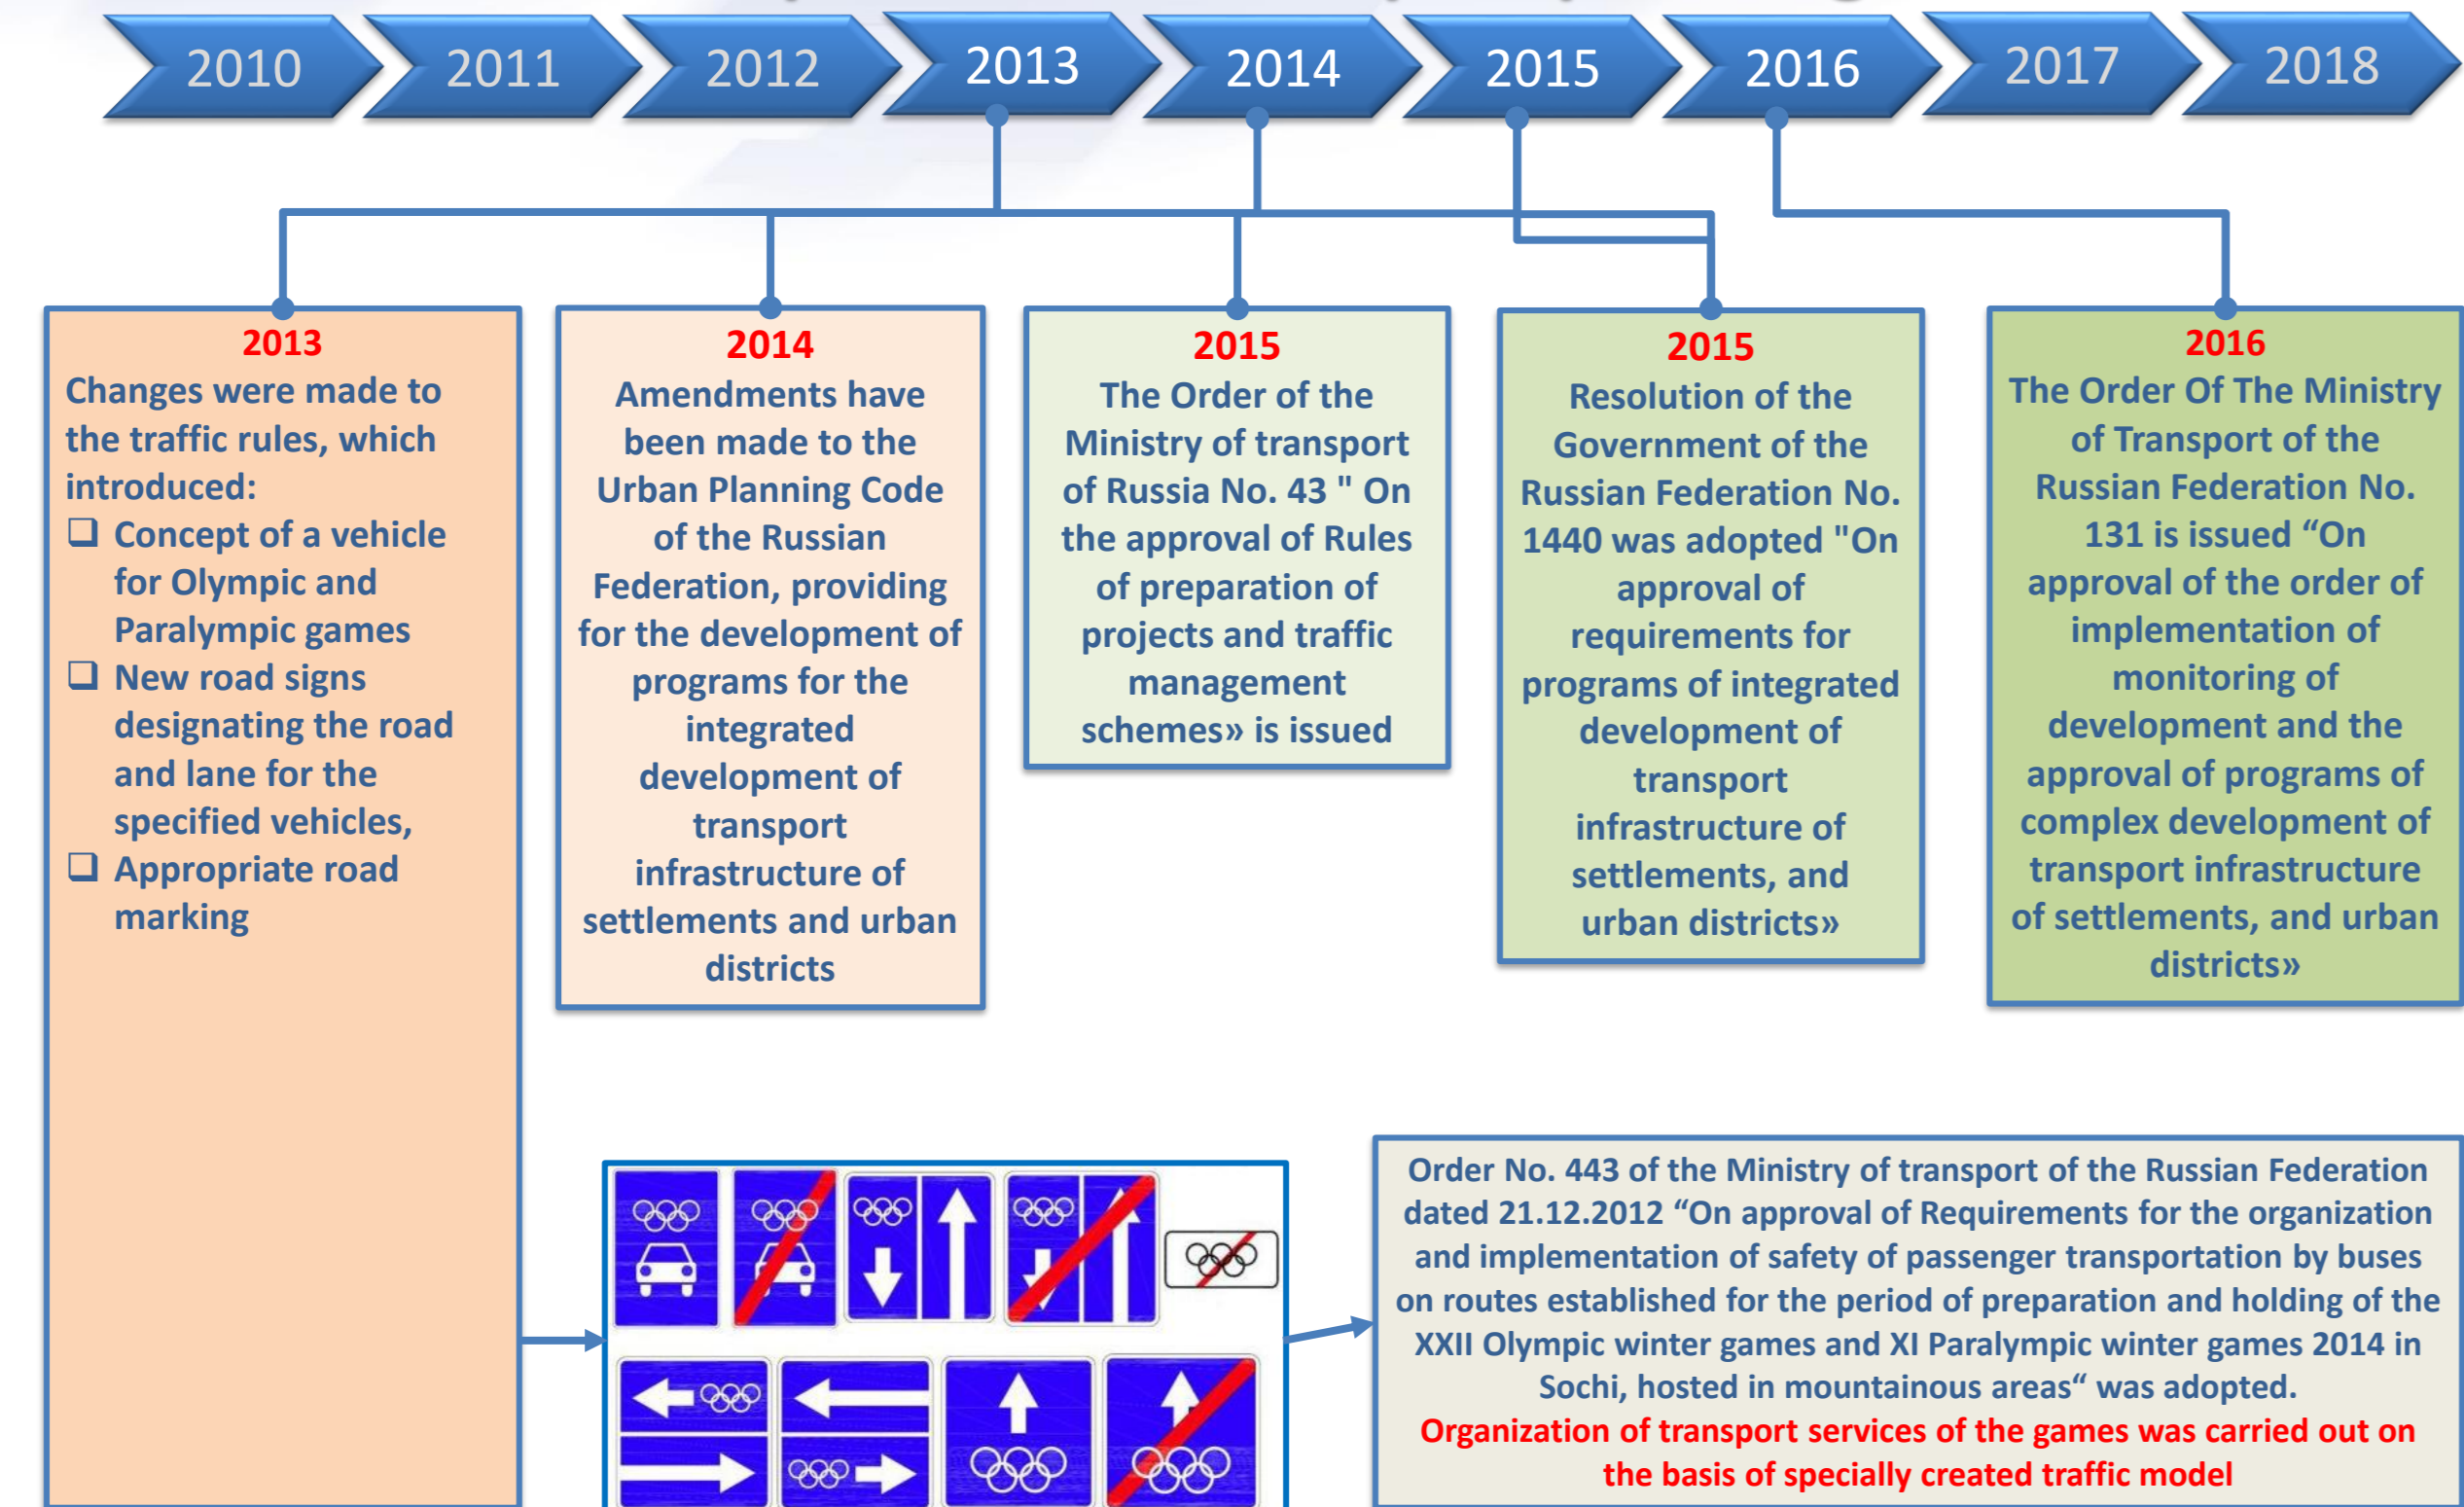 2010
2011
2012
2013
2014
2015
2016
2017
2018
2013
Changes were made to
the traffic rules, which
introduced:
Concept of a vehicle
for Olympic and
Paralympic games
New road signs
designating the road
and lane for the
specified vehicles,
Appropriate road
marking
2014
Amendments have
been made to the
Urban Planning Code
of the Russian
Federation, providing
for the development of
programs for the
integrated
development of
transport
infrastructure of
settlements and urban
districts
2015
The Order of the
Ministry of transport
of Russia No. 43 " On
the approval of Rules
of preparation of
projects and traffic
management
schemes» is issued
2015
Resolution of the
Government of the
Russian Federation No.
1440 was adopted "On
approval of
requirements for
programs of integrated
development of
transport
infrastructure of
settlements, and
urban districts»
2016
The Order Of The Ministry
of Transport of the
Russian Federation No.
131 is issued “On
approval of the order of
implementation of
monitoring of
development and the
approval of programs of
complex development of
transport infrastructure
of settlements, and urban
districts»
Order No. 443 of the Ministry of transport of the Russian Federation
dated 21.12.2012 “On approval of Requirements for the organization
and implementation of safety of passenger transportation by buses
on routes established for the period of preparation and holding of the
XXII Olympic winter games and XI Paralympic winter games 2014 in
Sochi, hosted in mountainous areas“ was adopted.
Organization of transport services of the games was carried out on
the basis of specially created traffic model